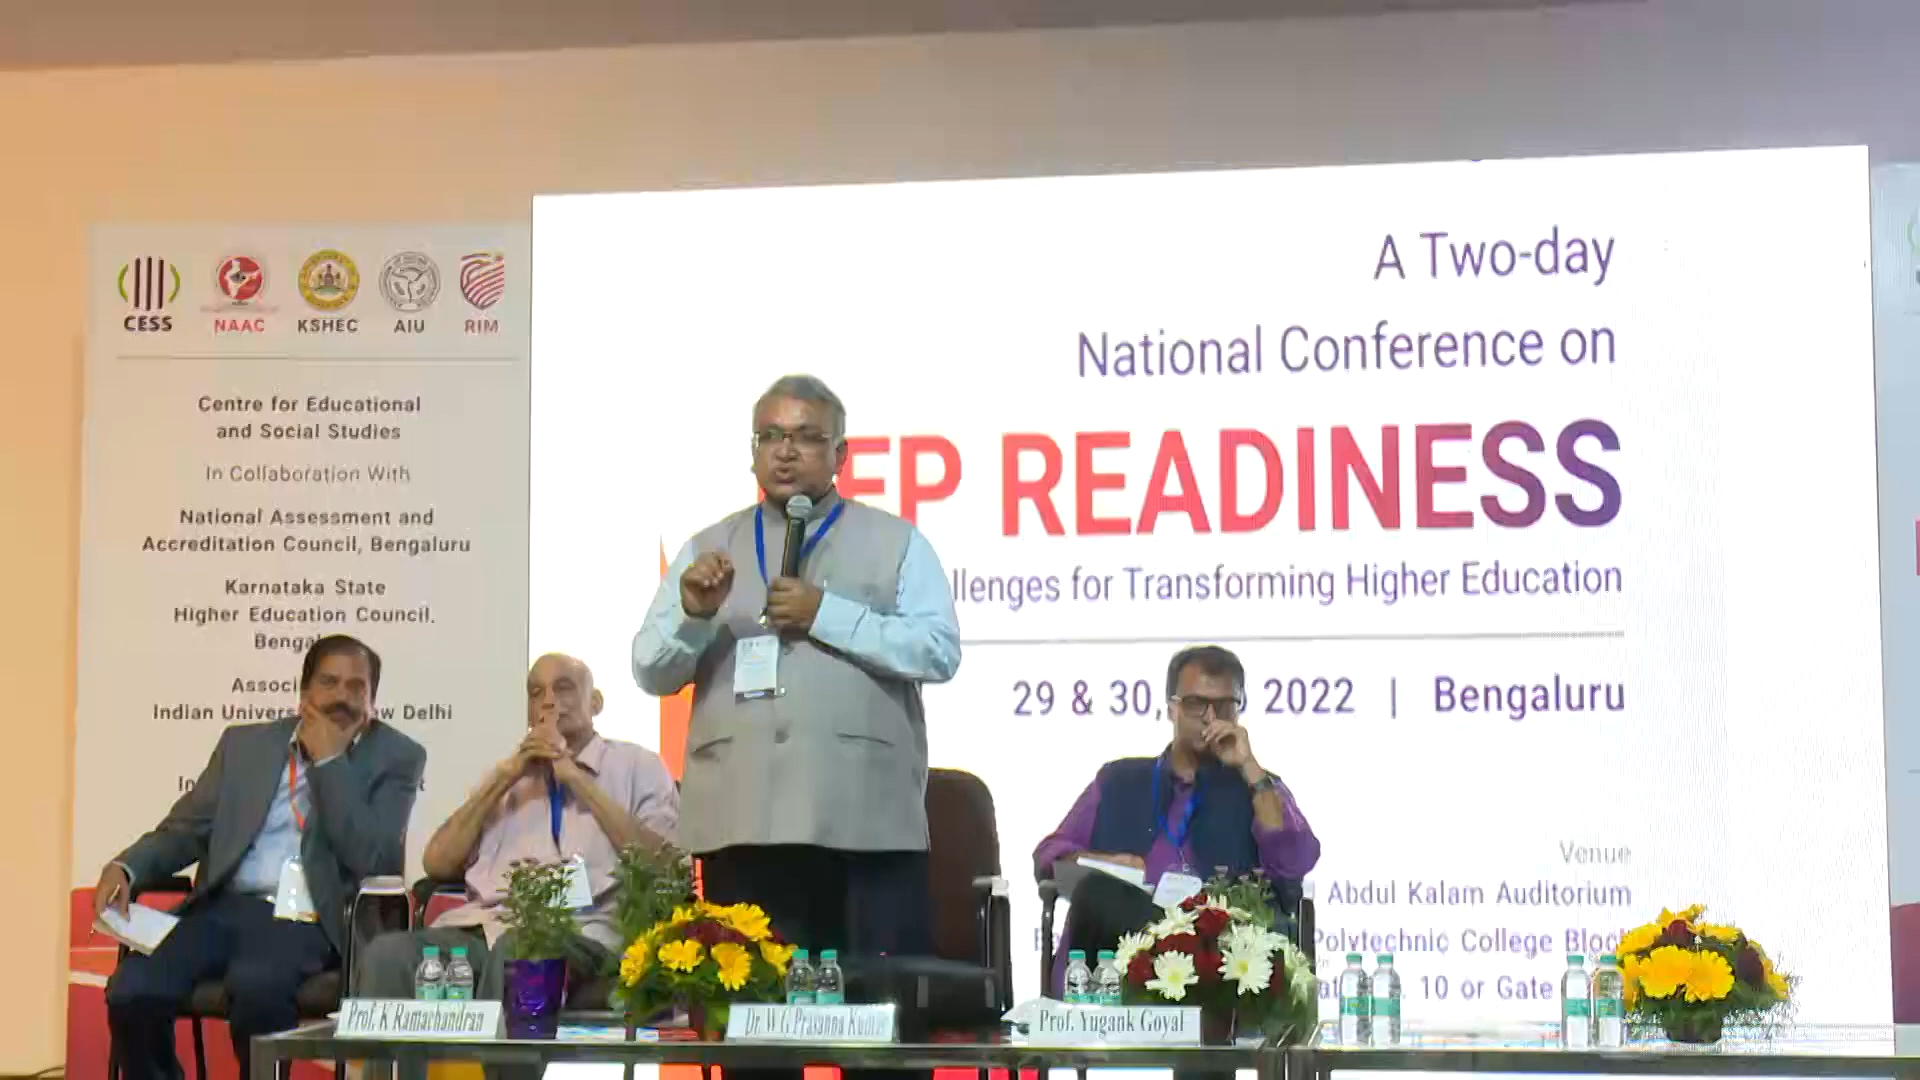 CESS
NAAC
KSHEC
AIU
RIM
Centre for Educational
and Social Studies
In Collaboration With
National Assessment and
Accreditation Council, Bengaluru
Karnataka State
Higher Education Council,
Delhi
A Two-day
National Conference on
READINESS
for Transforming Higher Education
29 & 30, 2022 | Bengaluru
Venue
Abdul Kalam Auditorium
Polytechnic College Block
10 or Gate
Prof. K Ramachandran
Dr. W G Prasanna Kumar
Prof. Yugank Goyal